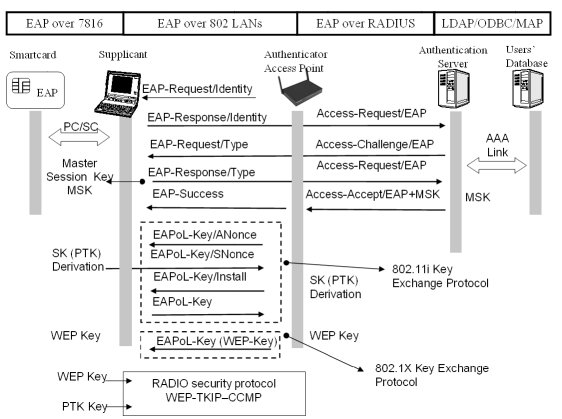 EAP over 7816 EAP over 802 LANs EAP over RADIUS LDAP/ODBC/MAP
Smartcard Supplicant Authenticator Access Point Authentication Server Users' Database
EAP
EAP-Request/Identity
EAP-Response/Identity Access-Request/EAP
PC/SC
EAP-Request/Type Access-Challenge/EAP
AAA
Link
Master
Session Key
MSK
EAP-Response/Type Access-Request/EAP
EAP-Success Access-Accept/EAP+MSK MSK
EAPoL-Key/ANonce
SK (PTK)
Derivation
EAPoL-Key/SNonce
EAPoL-Key/Install
SK (PTK)
Derivation
802.11i Key
Exchange Protocol
EAPoL-Key
WEP Key EAPoL-Key (WEP-Key) WEP Key
802.1X Key Exchange
Protocol
WEP Key
PTK Key
RADIO security protocol
WEP-TKIP–CCMP